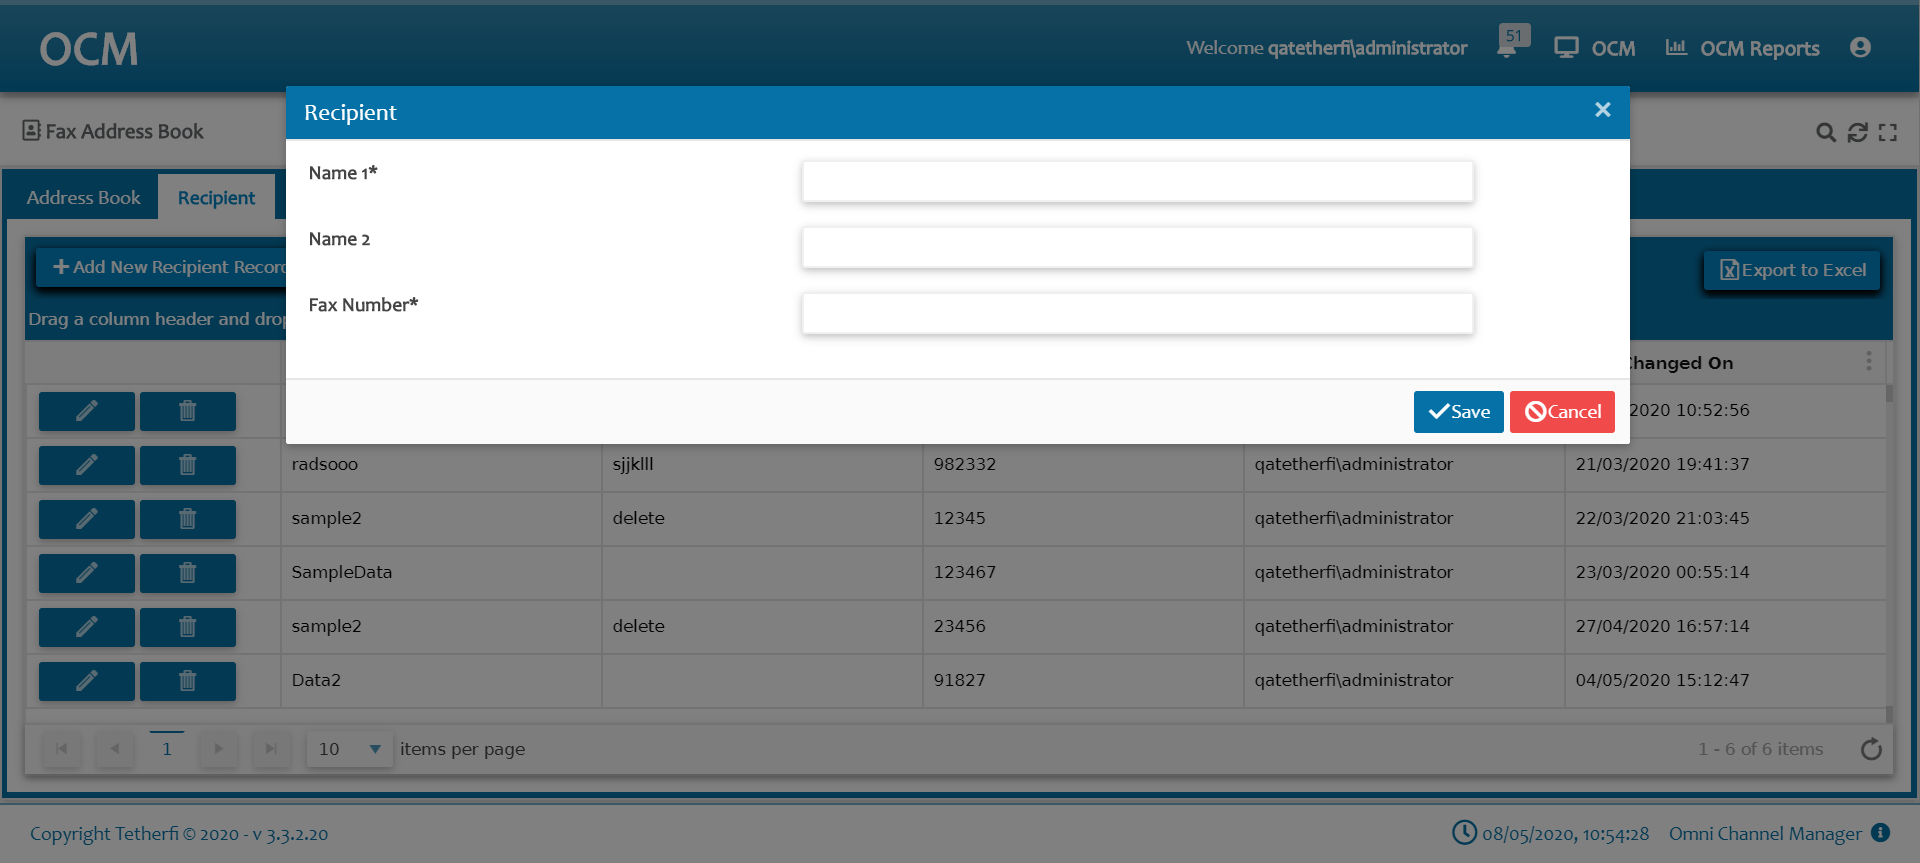 OCM
Welcome qatetherfi\administrator
51
OCM
OCM Reports
Fax Address Book
Recipient
Name 1*
Name 2
Fax Number*
Save
Cancel
Address Book
Recipient
Add New Recipient Record
Export to Excel
Drag a column header and drop
Changed On
2020 10:52:56
radsooo sjjklll 982332 qatetherfi\administrator 21/03/2020 19:41:37
sample2 delete 12345 qatetherfi\administrator 22/03/2020 21:03:45
SampleData 123467 qatetherfi\administrator 23/03/2020 00:55:14
sample2 delete 23456 qatetherfi\administrator 27/04/2020 16:57:14
Data2 91827 qatetherfi\administrator 04/05/2020 15:12:47
1 10 items per page 1 - 6 of 6 items
Copyright Tetherfi © 2020 - v 3.3.2.20
08/05/2020, 10:54:28 Omni Channel Manager